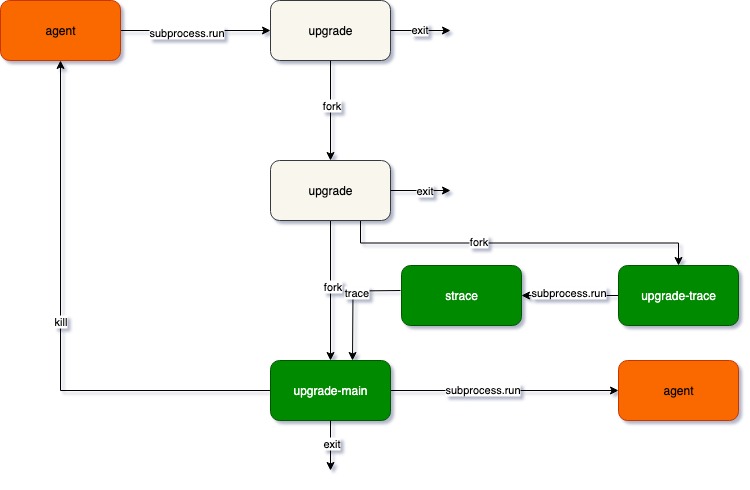 agent
subprocess.run
upgrade
exit
fork
upgrade
exit
fork
fork
trace
strace
subprocess.run
upgrade-trace
kill
upgrade-main
subprocess.run
agent
exit